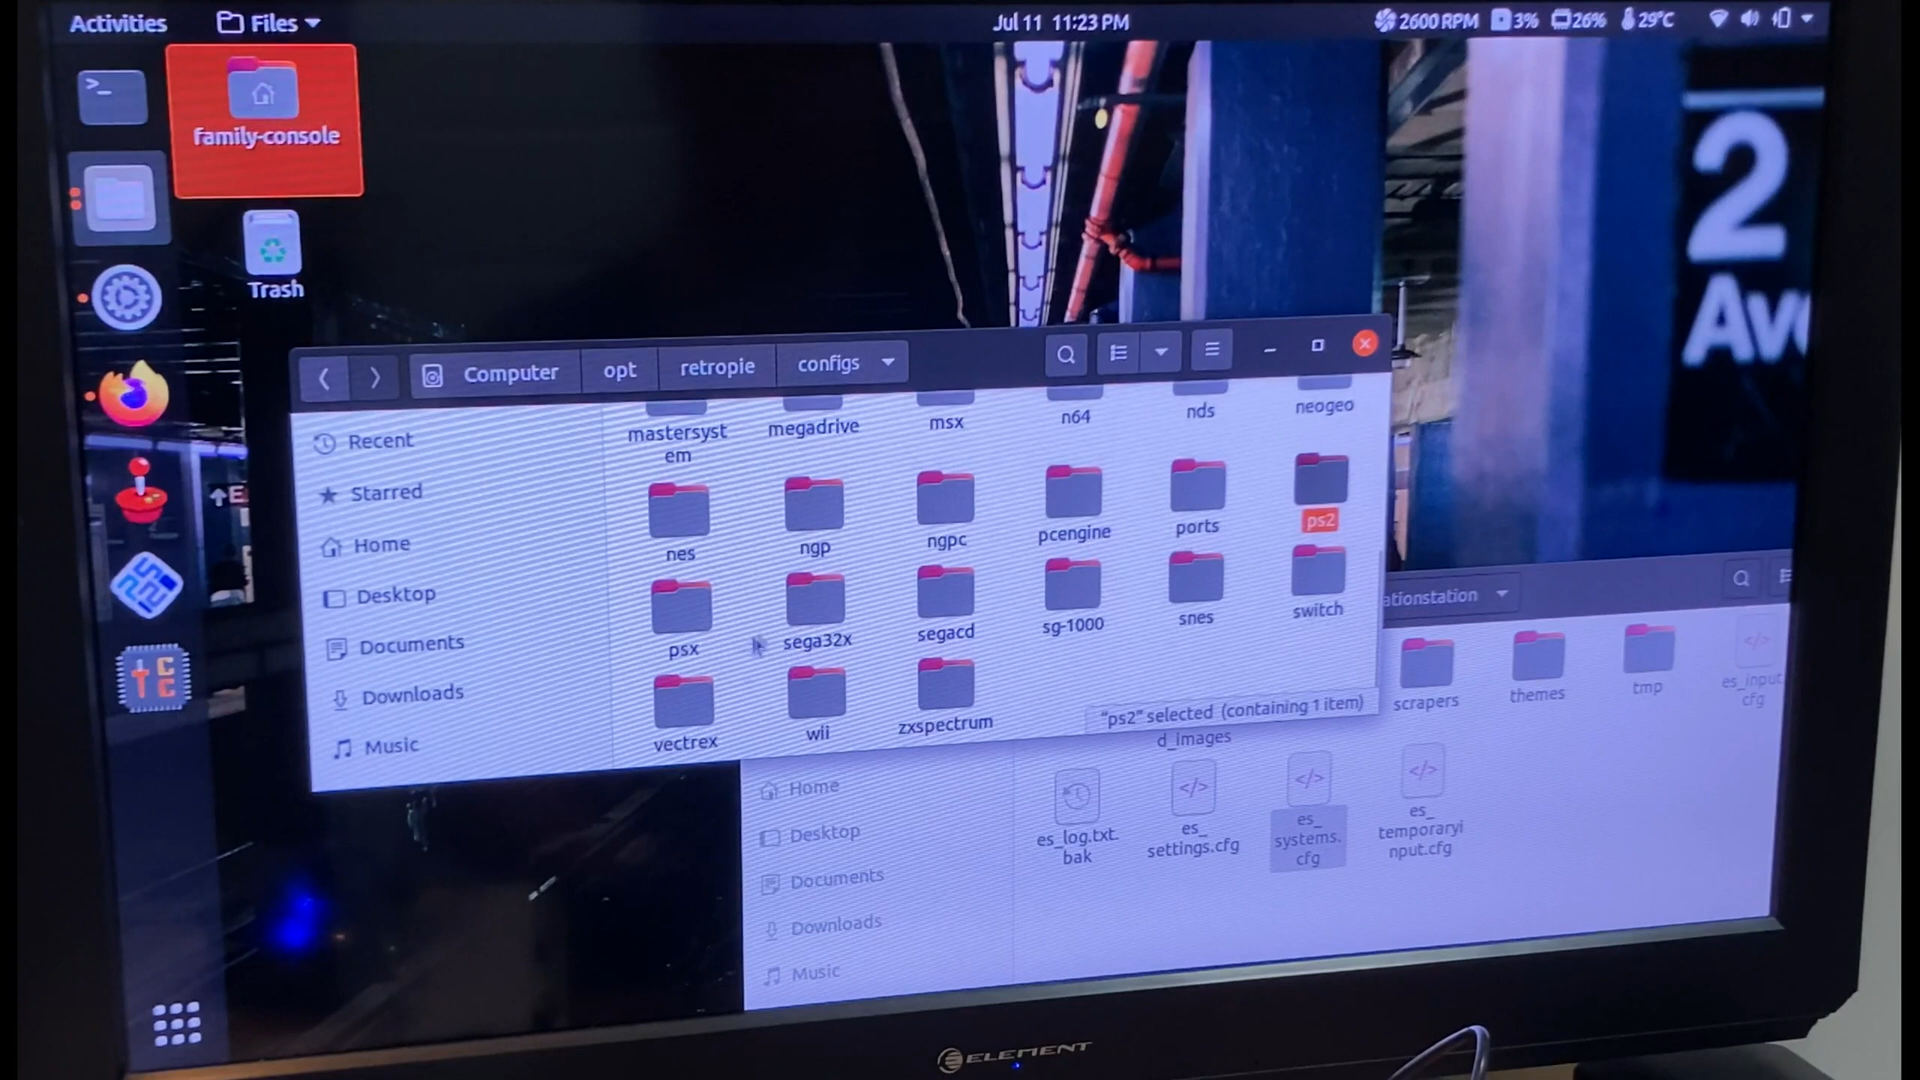 Activities
Files
Jul 11 11:23 PM
2600 RPM
3%
26%
29°C
family-console
Trash
2
Av
Computer
opt
retropie
configs
Recent
Starred
Home
Desktop
Documents
Downloads
Music
mastersyst
em
megadrive
msx
n64
nds
neogeo
nes
ngp
ngpc
pcengine
ports
ps2
psx
sega32x
segacd
sg-1000
snes
switch
vectrex
wii
zxspectrum
"ps2" selected (containing 1 item)
ationstation
d_images
scrapers
themes
tmp
es_input.
cfg
Home
Desktop
Documents
Downloads
Music
es_log.txt.
bak
es_
settings.cfg
es_
systems.
cfg
es_
temporaryi
nput.cfg
ELEMENT